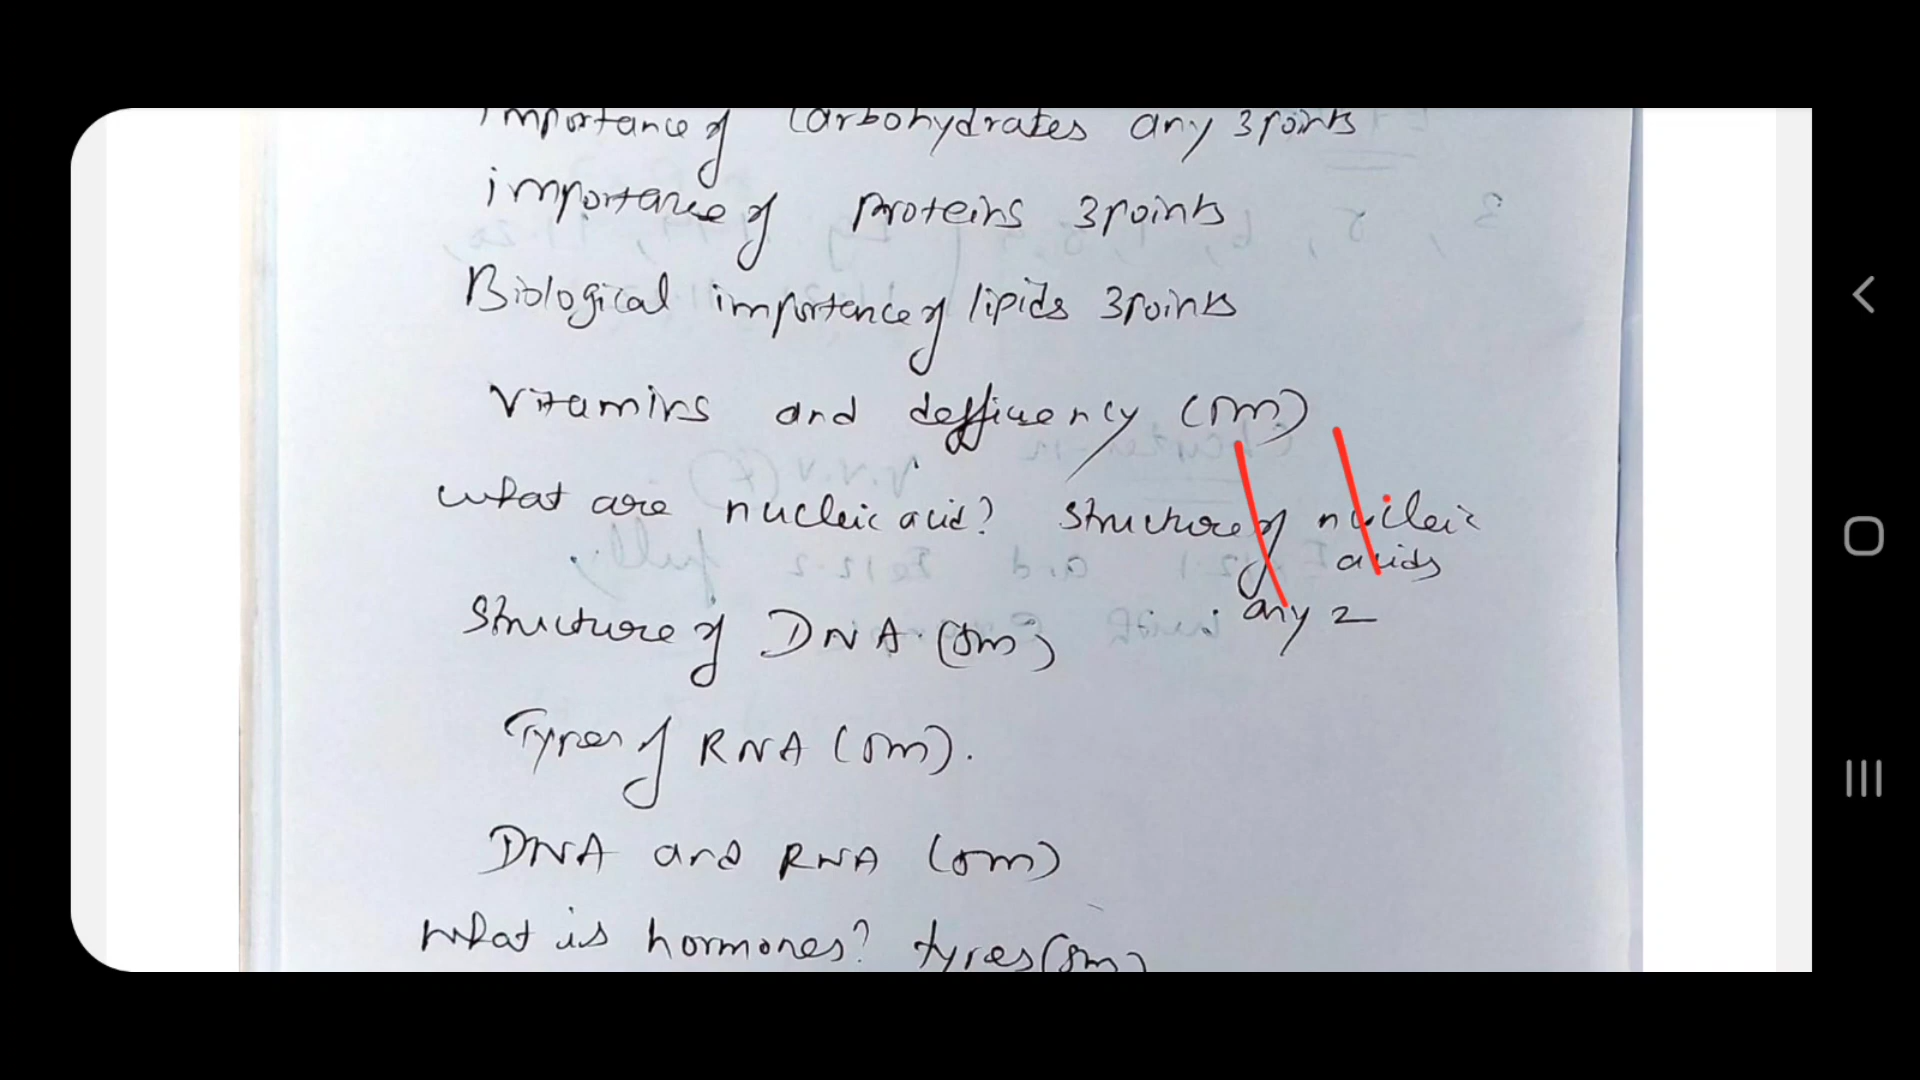 importance of Carbohydrates any 3 points
importance of proteins 3 points
Biological importance of lipids 3 points
Vitamins and defficiency (5m)
what are nucleic acid? structure of nucleic
acids
any 2
Structure of DNA (5m)
Types of RNA (5m).
DNA and RNA (5m)
what is hormones? types (5m)